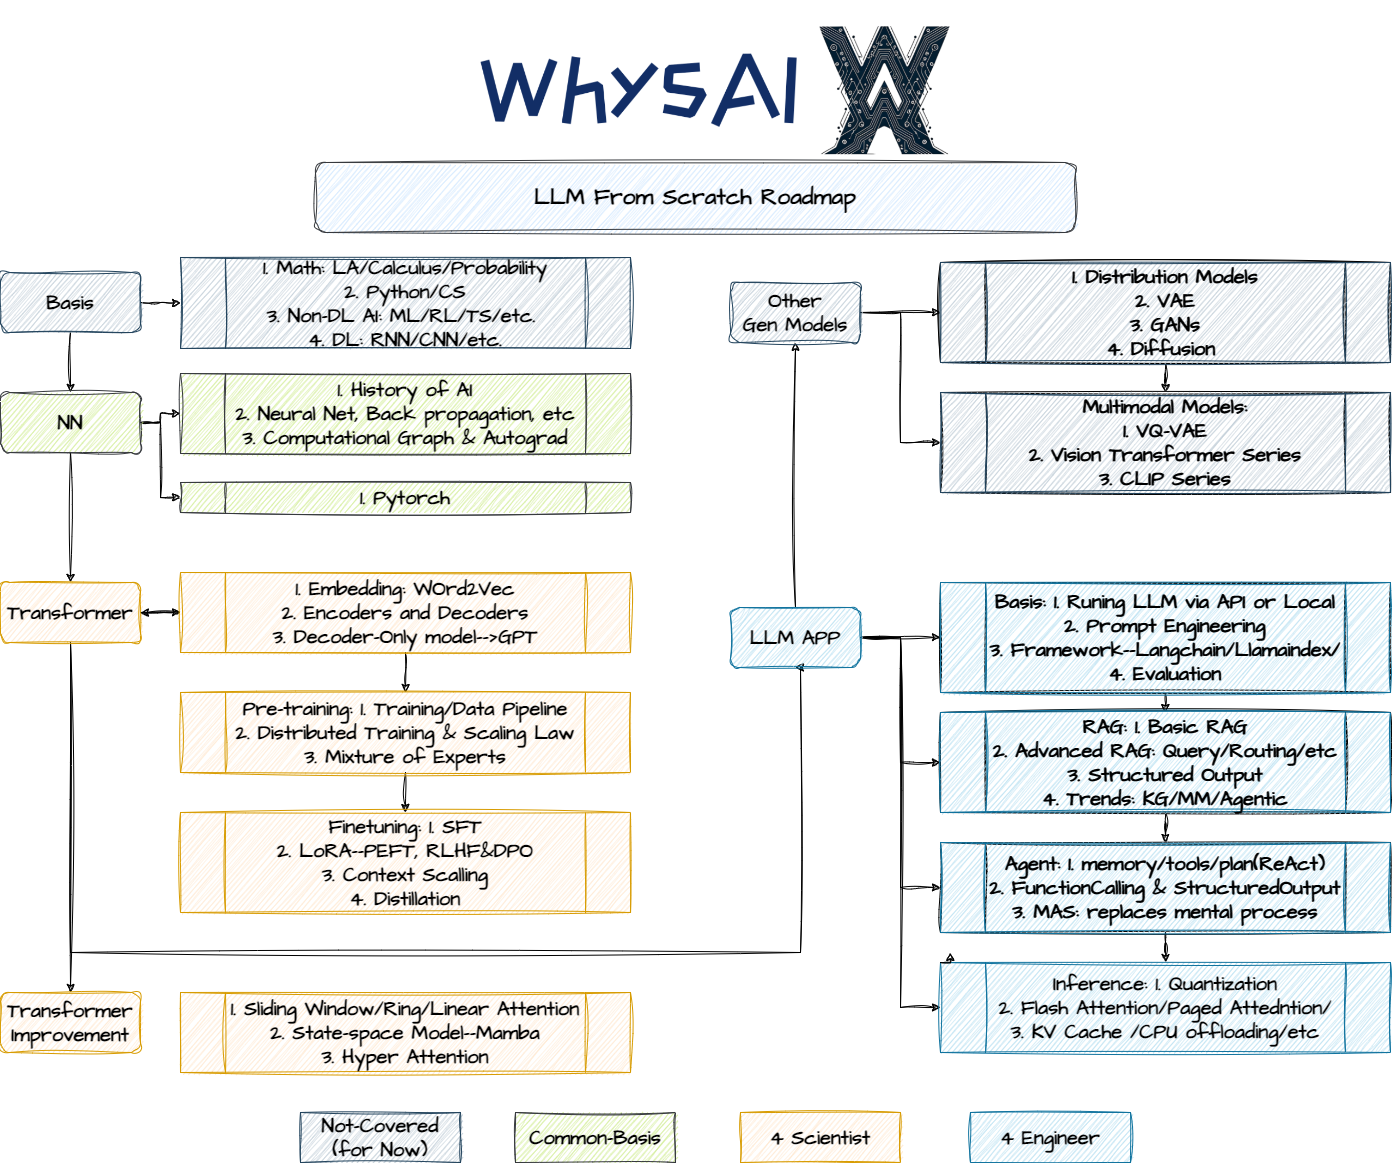 WhysAI
LLM From Scratch Roadmap
Basis
1. Math: LA/Calculus/Probability
2. Python/CS
3. Non-DL AI: ML/RL/TS/etc.
4. DL: RNN/CNN/etc.
NN
1. History of AI
2. Neural Net, Back propagation, etc
3. Computational Graph & Autograd
1. Pytorch
Transformer
1. Embedding: WOrd2Vec
2. Encoders and Decoders
3. Decoder-Only model-->GPT
Pre-training: 1. Training/Data Pipeline
2. Distributed Training & Scaling Law
3. Mixture of Experts
Finetuning: 1. SFT
2. LoRA--PEFT, RLHF&DPO
3. Context Scalling
4. Distillation
Transformer
Improvement
1. Sliding Window/Ring/Linear Attention
2. State-space Model--Mamba
3. Hyper Attention
Other
Gen Models
1. Distribution Models
2. VAE
3. GANs
4. Diffusion
Multimodal Models:
1. VQ-VAE
2. Vision Transformer Series
3. CLIP Series
LLM APP
Basis: 1. Runing LLM via API or Local
2. Prompt Engineering
3. Framework--Langchain/Llamaindex/
4. Evaluation
RAG: 1. Basic RAG
2. Advanced RAG: Query/Routing/etc
3. Structured Output
4. Trends: KG/MM/Agentic
Agent: 1. memory/tools/plan(ReAct)
2. FunctionCalling & StructuredOutput
3. MAS: replaces mental process
Inference: 1. Quantization
2. Flash Attention/Paged Attedntion/
3. KV Cache /CPU offloading/etc
Not-Covered
(for Now)
Common-Basis
4 Scientist
4 Engineer